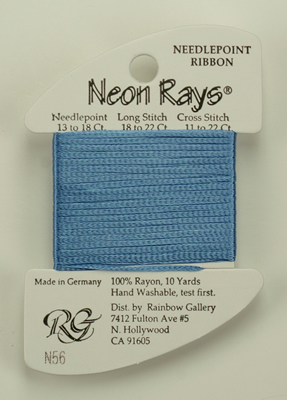 NEEDLEPOINT
RIBBON
Neon Rays®
Needlepoint Long Stitch Cross Stitch
13 to 18 Ct. 18 to 22 Ct. 11 to 22 Ct.
Made in Germany
100% Rayon, 10 Yards
Hand Washable, test first.
RG
N56
Dist. by Rainbow Gallery
7412 Fulton Ave #5
N. Hollywood
CA 91605